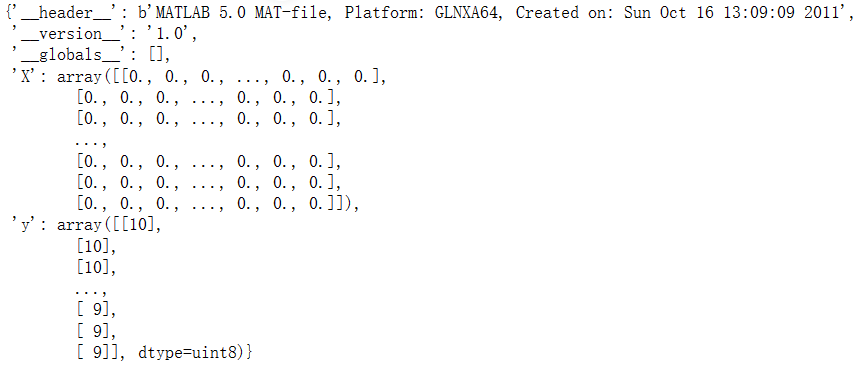 {'__header__': b'MATLAB 5.0 MAT-file, Platform: GLNXA64, Created on: Sun Oct 16 13:09:09 2011',
'__version__': '1.0',
'__globals__': [],
'X': array([[0., 0., 0., ..., 0., 0., 0.],
[0., 0., 0., ..., 0., 0., 0.],
[0., 0., 0., ..., 0., 0., 0.],
...,
[0., 0., 0., ..., 0., 0., 0.],
[0., 0., 0., ..., 0., 0., 0.],
[0., 0., 0., ..., 0., 0., 0.]]),
'y': array([[10],
[10],
[10],
...,
[ 9],
[ 9],
[ 9]], dtype=uint8)}